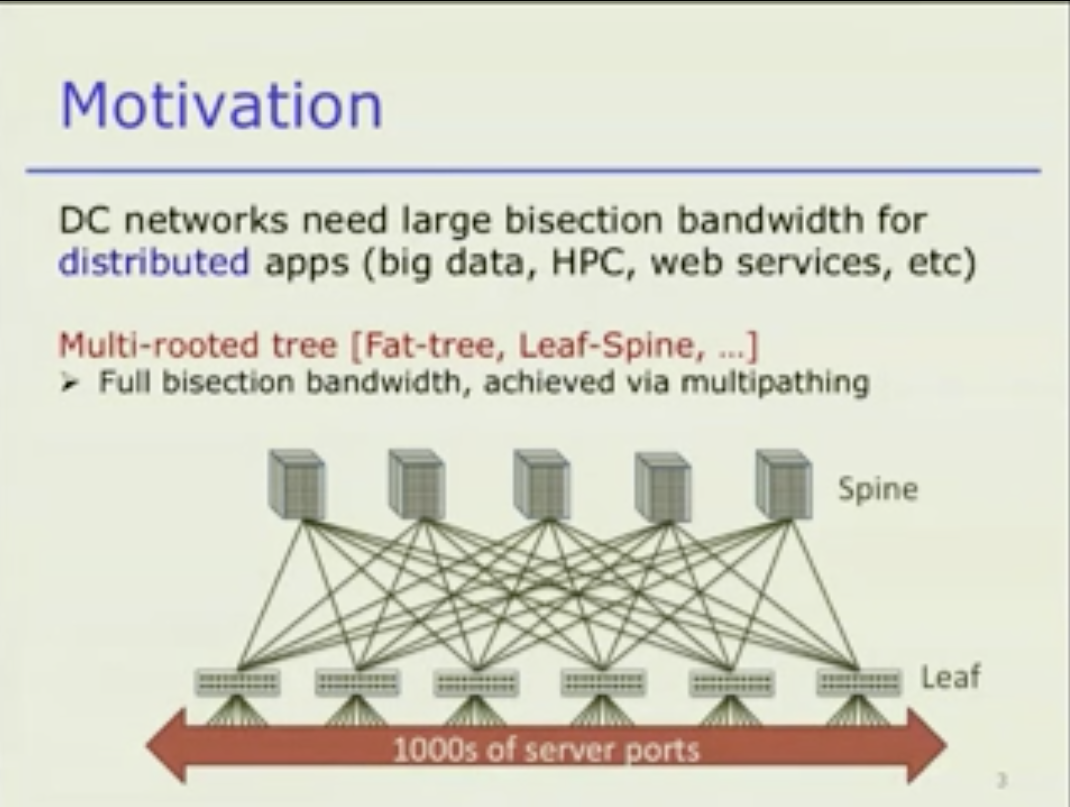 Motivation
DC networks need large bisection bandwidth for
distributed apps (big data, HPC, web services, etc)
Multi-rooted tree [Fat-tree, Leaf-Spine, …]
➤ Full bisection bandwidth, achieved via multipathing
Spine
Leaf
1000s of server ports
3